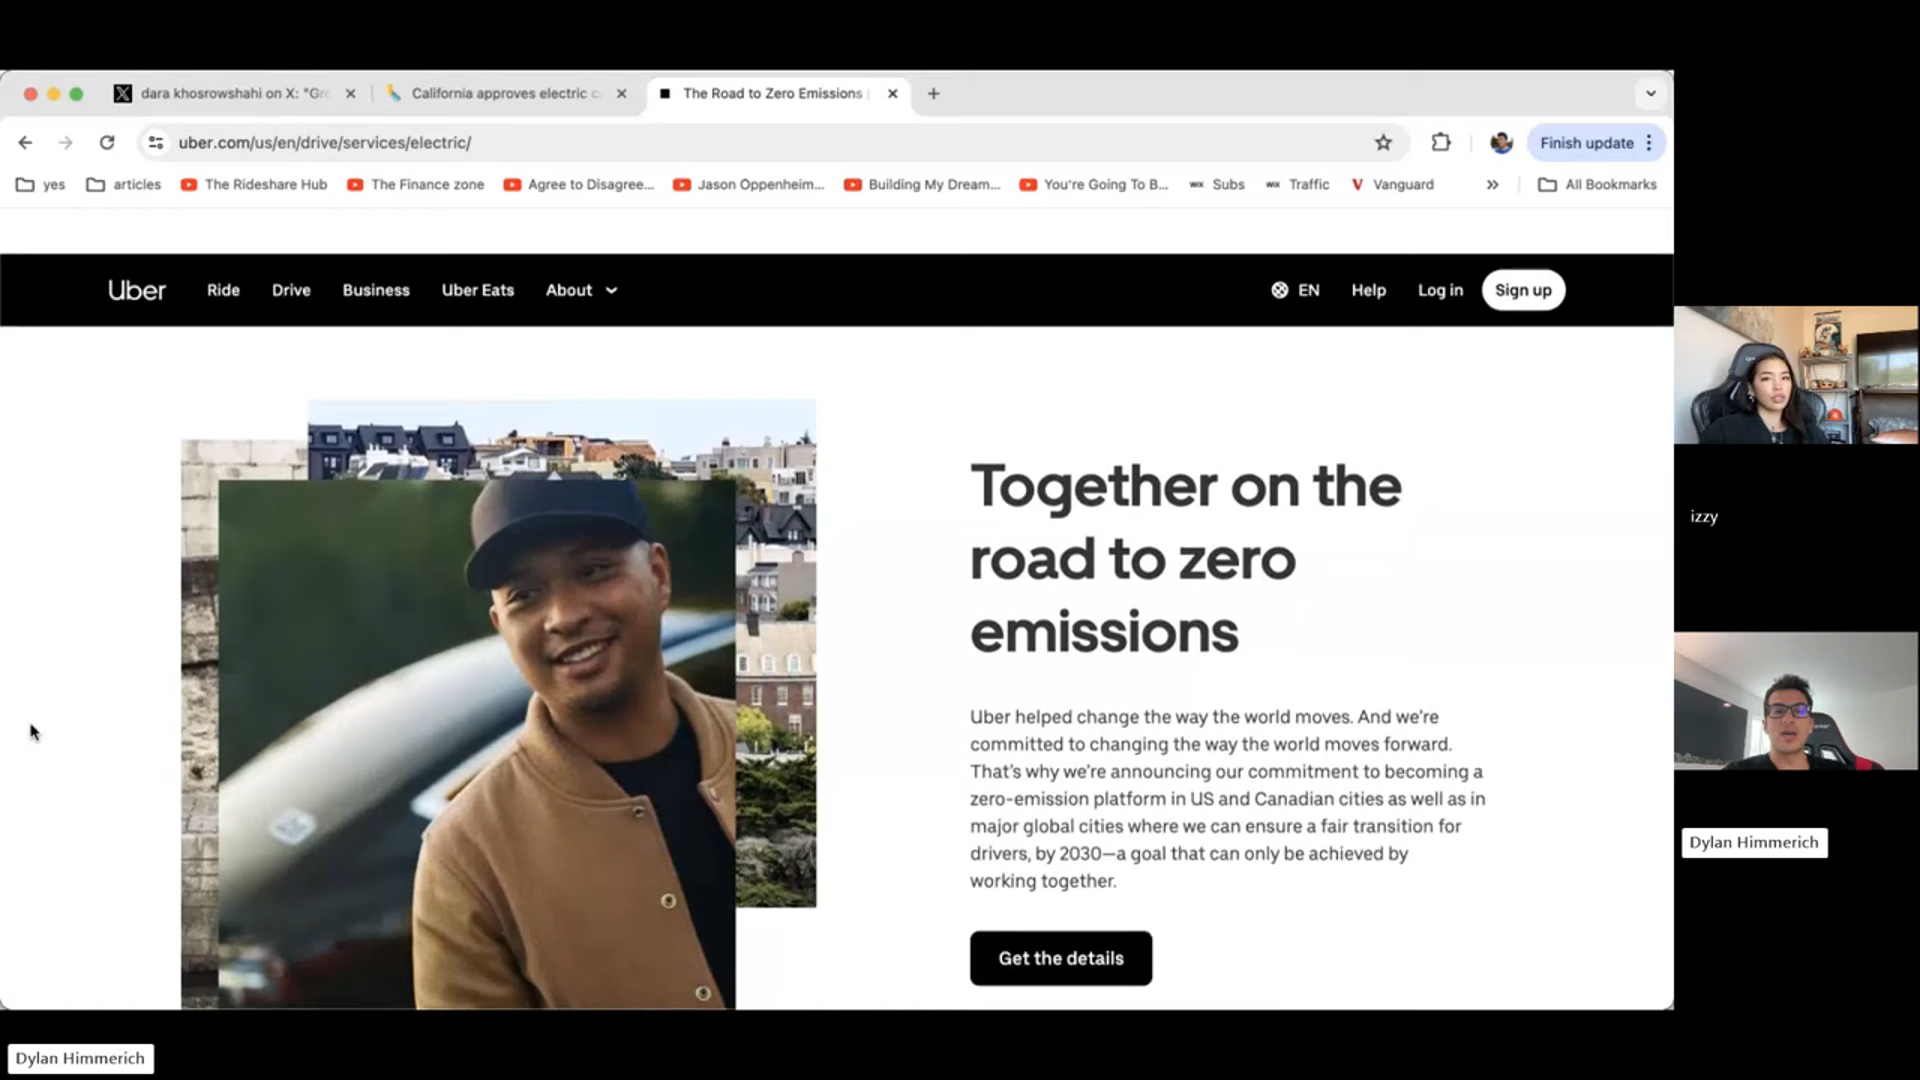 dara khosrowshahi on X: "Gre
California approves electric c
The Road to Zero Emissions |
uber.com/us/en/drive/services/electric/
Finish update
yes
articles
The Rideshare Hub
The Finance zone
Agree to Disagree...
Jason Oppenheim...
Building My Dream...
You're Going To B...
WIX Subs
WIX Traffic
Vanguard
All Bookmarks
Uber
Ride
Drive
Business
Uber Eats
About
EN
Help
Log in
Sign up
Together on the
road to zero
emissions
Uber helped change the way the world moves. And we're
committed to changing the way the world moves forward.
That's why we're announcing our commitment to becoming a
zero-emission platform in US and Canadian cities as well as in
major global cities where we can ensure a fair transition for
drivers, by 2030—a goal that can only be achieved by
working together.
Get the details
izzy
Dylan Himmerich
Dylan Himmerich